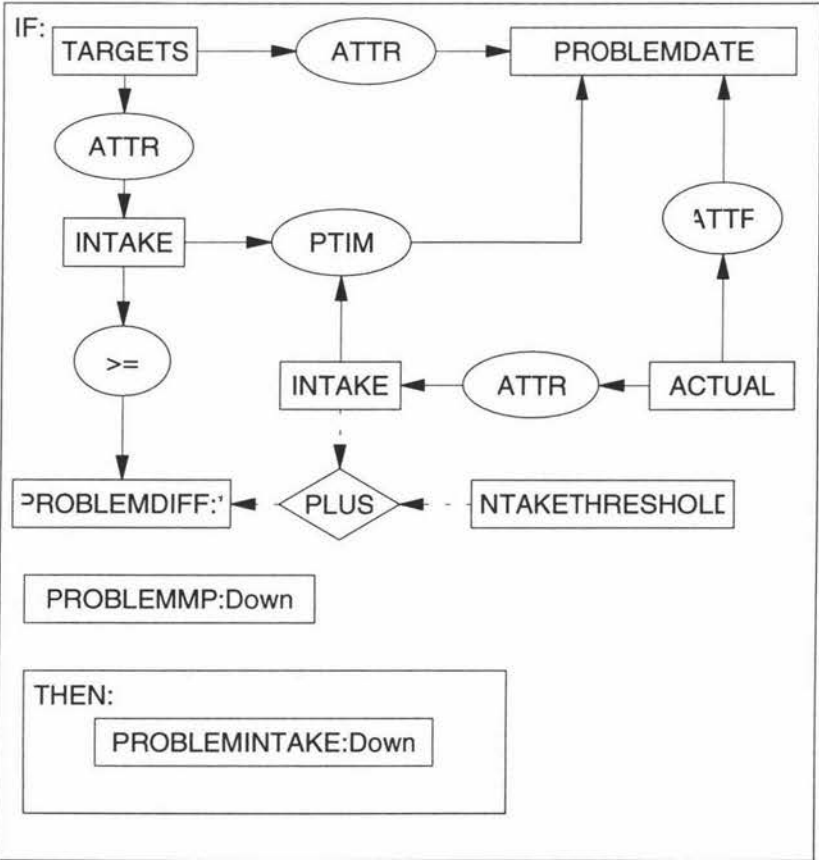 IF:
TARGETS
ATTR
PROBLEMDATE
ATTR
INTAKE
PTIM
>=
INTAKE
ATTR
ACTUAL
PLUS
PROBLEMMP:Down
THEN:
PROBLEMINTAKE:Down